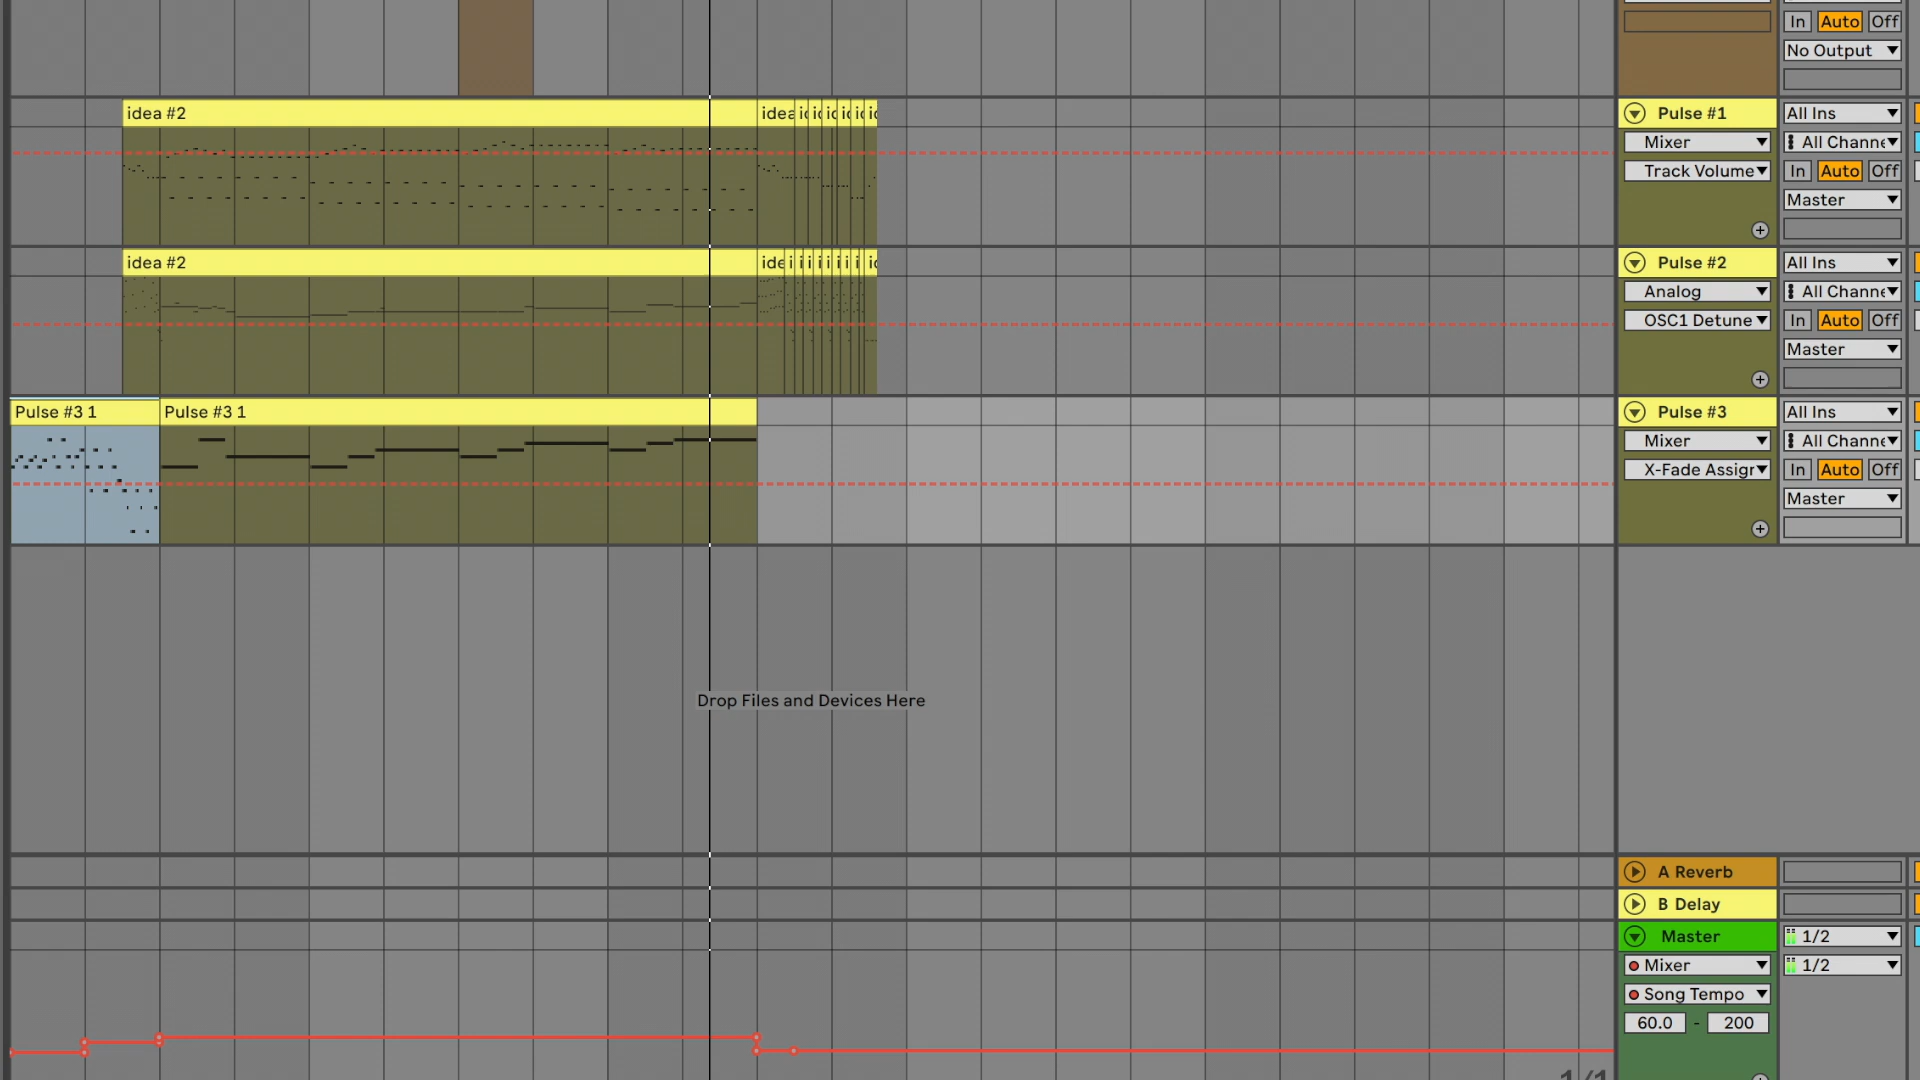 In Auto Off
No Output
idea #2 idea
Pulse #1 All Ins
Mixer All Channe
Track Volume In Auto Off
Master
idea #2 ide i i i i i i i i
Pulse #2 All Ins
Analog All Channe
OSC1 Detune In Auto Off
Master
Pulse #3 1 Pulse #3 1
Pulse #3 All Ins
Mixer All Channe
X-Fade Assigr In Auto Off
Master
Drop Files and Devices Here
A Reverb
B Delay
Master 1/2
Mixer 1/2
Song Tempo
60.0 - 200
1/1